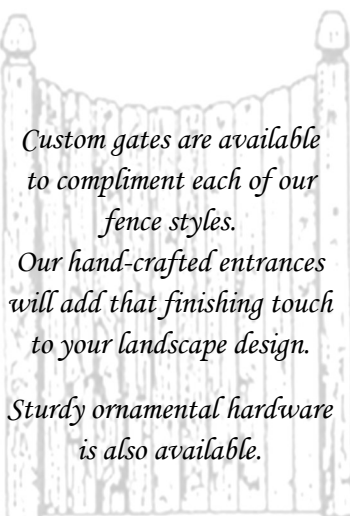 Custom gates are available
to compliment each of our
fence styles.
Our hand-crafted entrances
will add that finishing touch
to your landscape design.
Sturdy ornamental hardware
is also available.